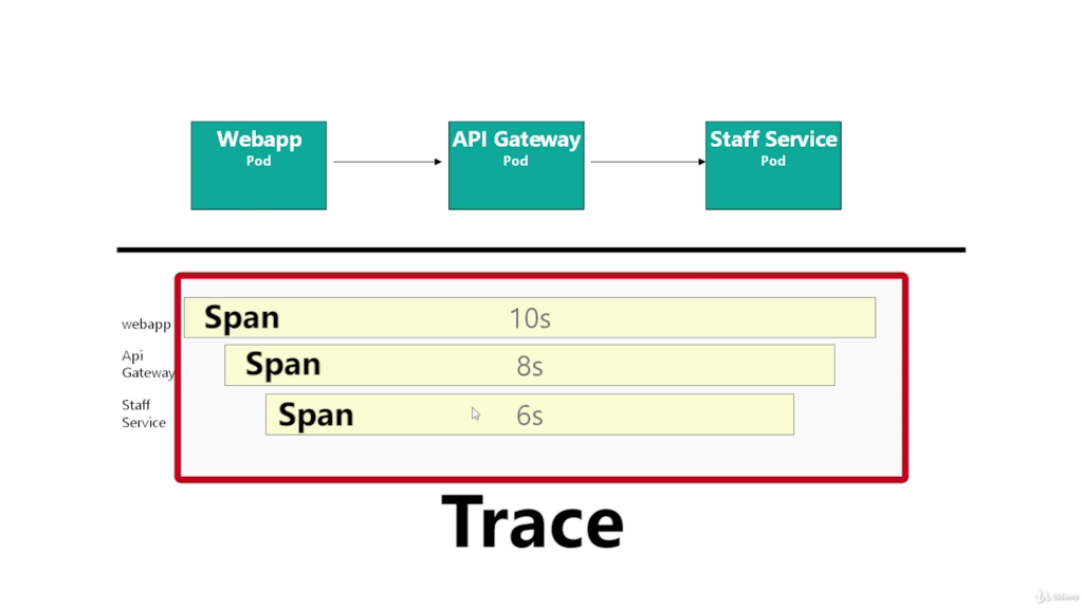 Webapp
Pod
API Gateway
Pod
Staff Service
Pod
webapp
Span
10s
Api
Gateway
Span
8s
Staff
Service
Span
6s
Trace
Udemy